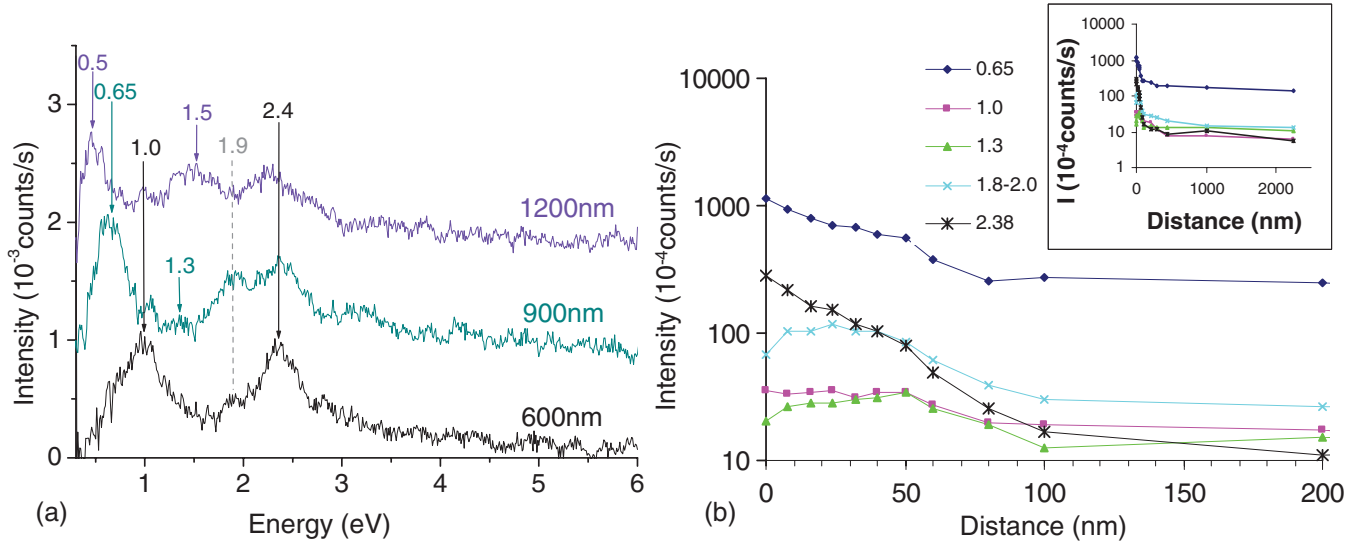 0.5
0.65
1.0
1.3
1.5
1.9
2.4
1200nm
900nm
600nm
3
2
1
0
1 2 3 4 5 6
Intensity (10⁻³counts/s)
Energy (eV)
(a)
10000
1000
100
10
0 50 100 150 200
Intensity (10⁻⁴counts/s)
Distance (nm)
(b)
0.65
1.0
1.3
1.8-2.0
2.38
10000
1000
100
10
1
0 1000 2000
I (10⁻⁴counts/s)
Distance (nm)